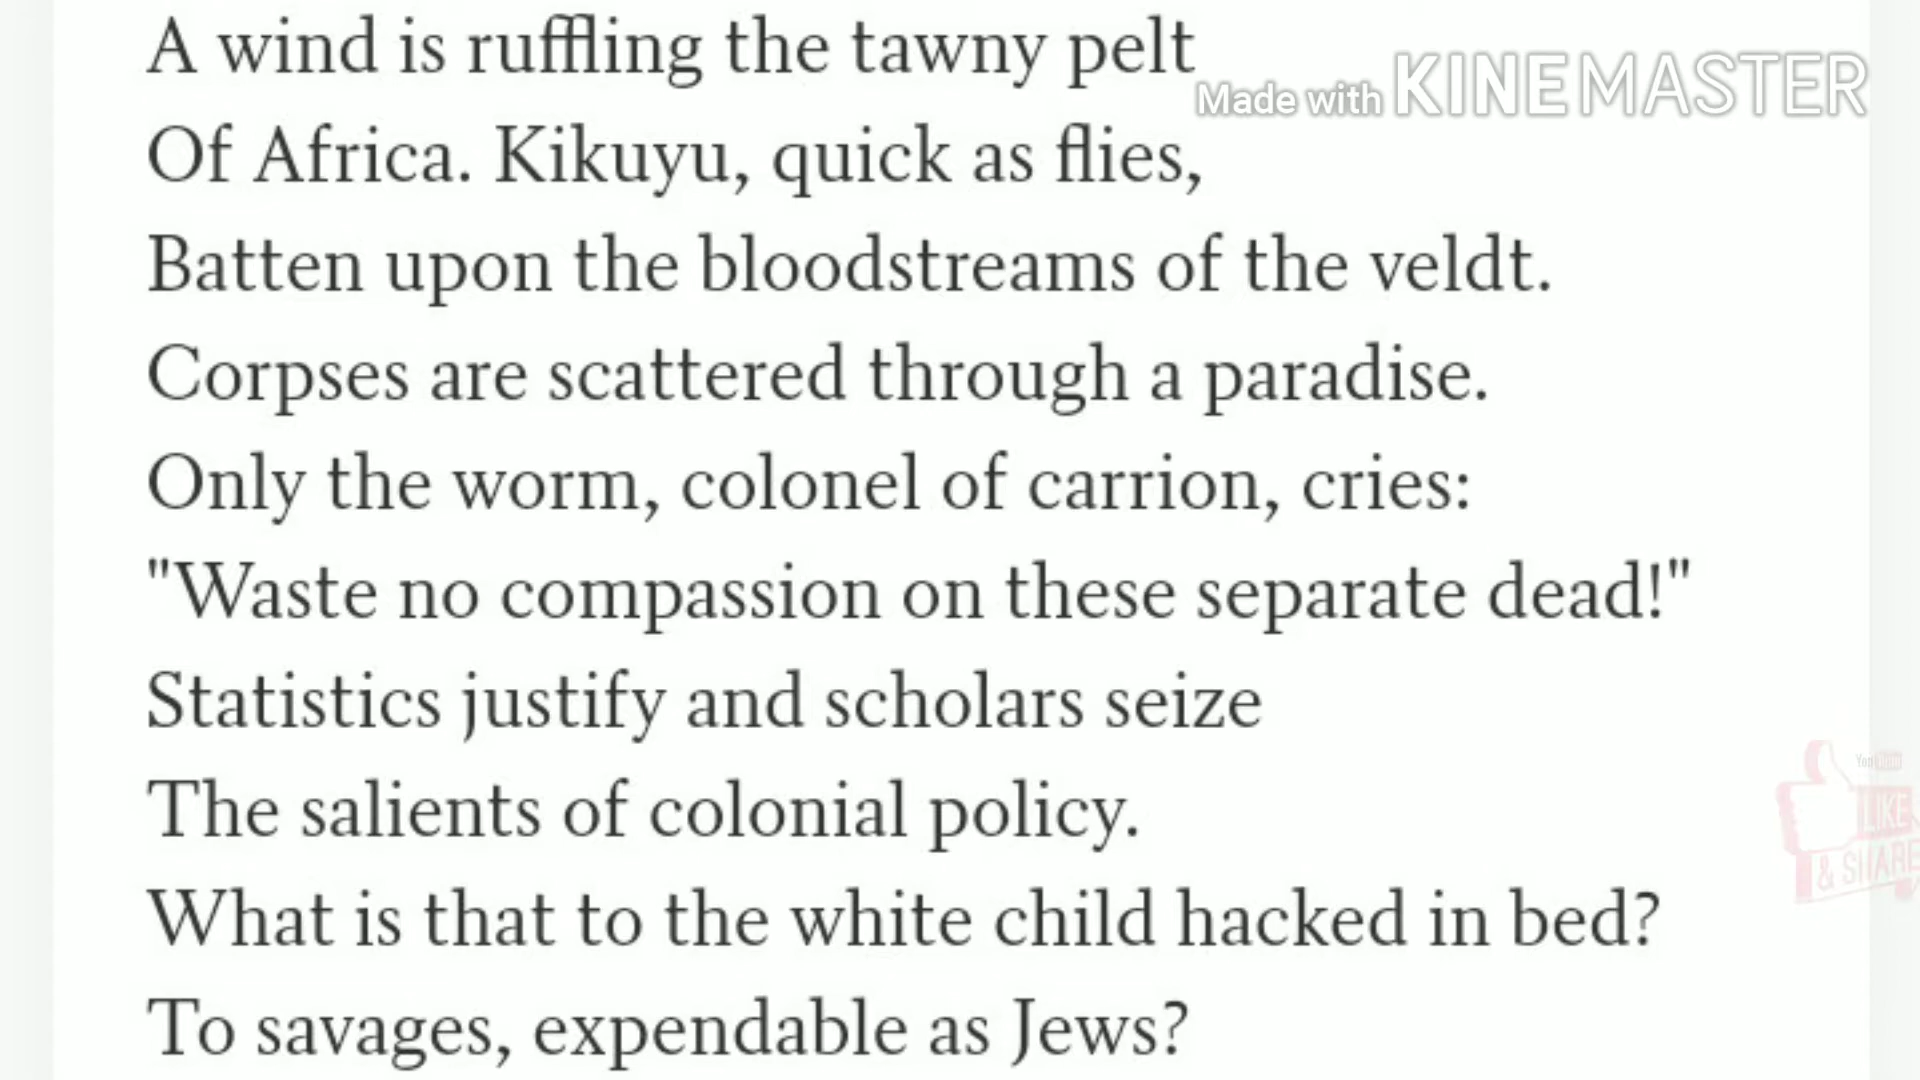 A wind is ruffling the tawny pelt
Made with KINEMASTER
Of Africa. Kikuyu, quick as flies,
Batten upon the bloodstreams of the veldt.
Corpses are scattered through a paradise.
Only the worm, colonel of carrion, cries:
"Waste no compassion on these separate dead!"
Statistics justify and scholars seize
The salients of colonial policy.
What is that to the white child hacked in bed?
To savages, expendable as Jews?
YouTube
LIKE
& SHARE